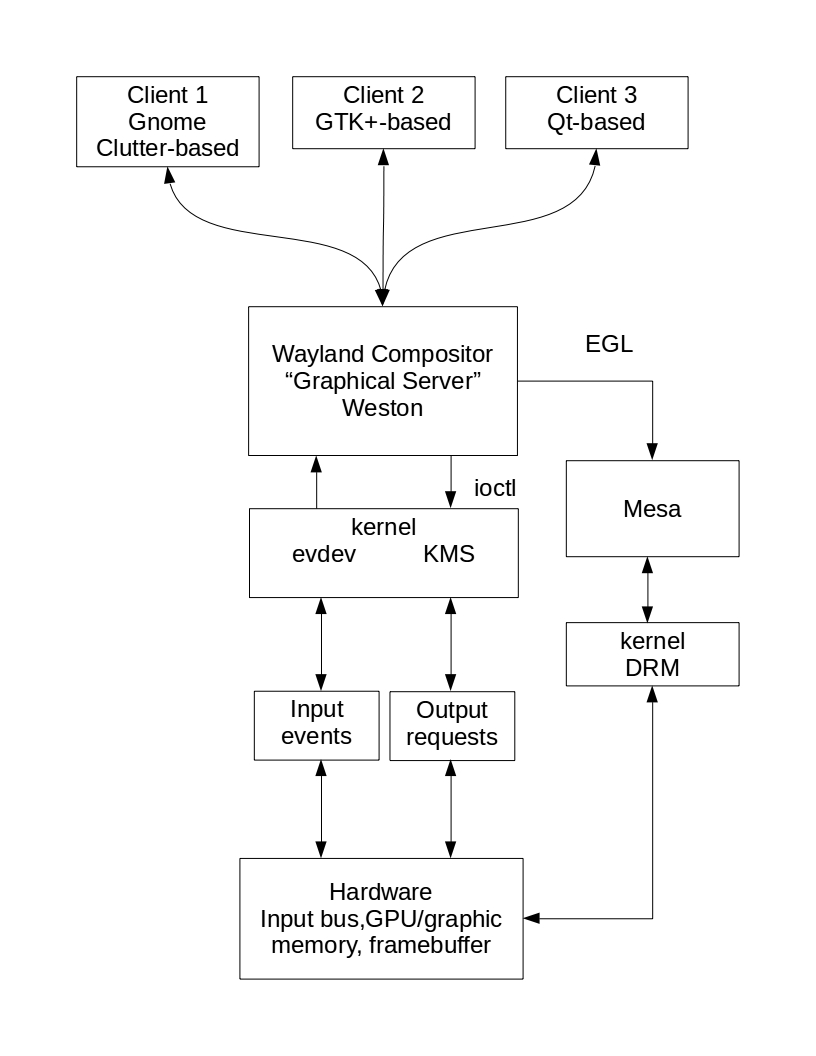 Client 1
Gnome
Clutter-based
Client 2
GTK+-based
Client 3
Qt-based
Wayland Compositor
“Graphical Server”
Weston
EGL
ioctl
kernel
evdev KMS
Mesa
kernel
DRM
Input
events
Output
requests
Hardware
Input bus,GPU/graphic
memory, framebuffer